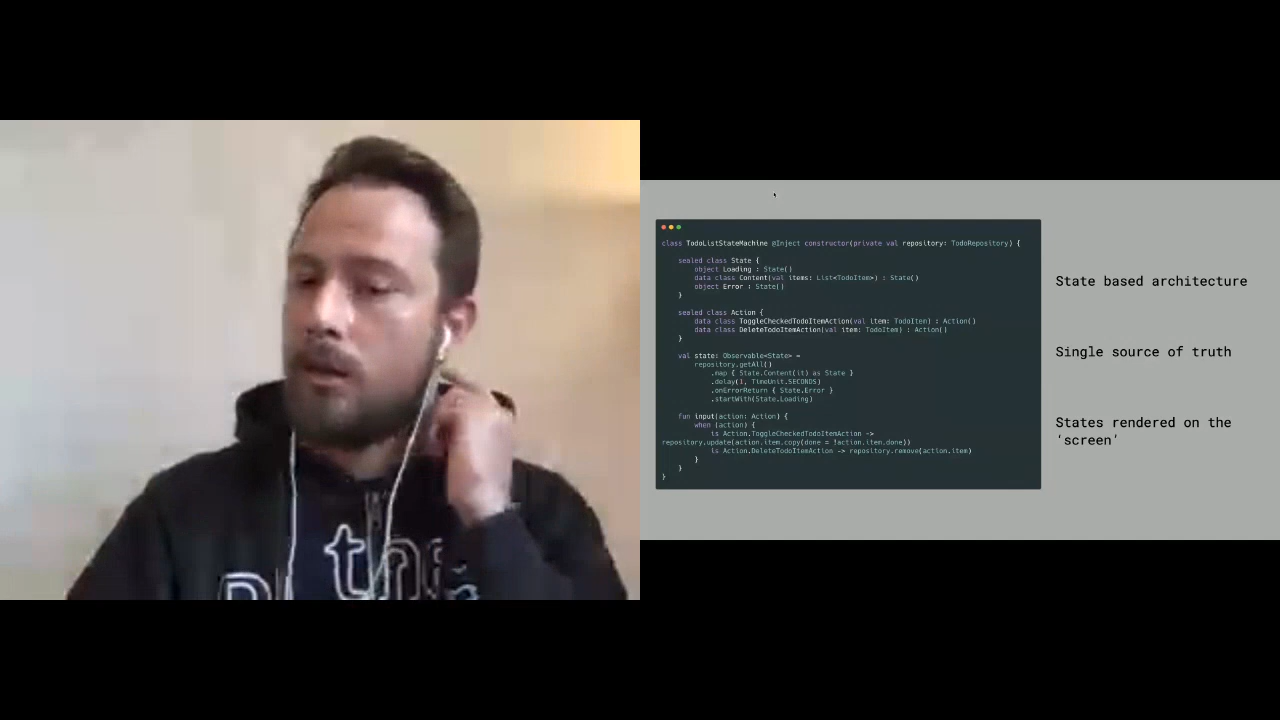 class TodoListStateMachine @Inject constructor(private val repository: TodoRepository) {
sealed class State {
object Loading : State()
data class Content(val items: List<TodoItem>) : State()
object Error : State()
}
sealed class Action {
data class ToggleCheckedTodoItemAction(val item: TodoItem) : Action()
data class DeleteTodoItemAction(val item: TodoItem) : Action()
}
val state: Observable<State> =
repository.getAll()
.map { State.Content(it) as State }
.delay(1, TimeUnit.SECONDS)
.onErrorReturn { State.Error }
.startWith(State.Loading)
fun input(action: Action) {
when (action) {
is Action.ToggleCheckedTodoItemAction ->
repository.update(action.item.copy(done = !action.item.done))
is Action.DeleteTodoItemAction -> repository.remove(action.item)
}
}
}
State based architecture
Single source of truth
States rendered on the
‘screen’